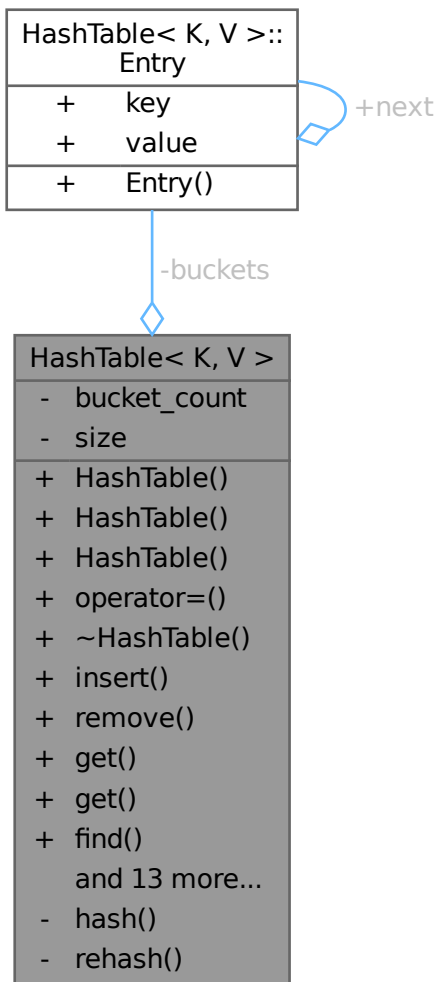 HashTable< K, V >::
Entry
+ key
+ value
+ Entry()
+next
-buckets
HashTable< K, V >
- bucket_count
- size
+ HashTable()
+ HashTable()
+ HashTable()
+ operator=()
+ ~HashTable()
+ insert()
+ remove()
+ get()
+ get()
+ find()
and 13 more...
- hash()
- rehash()